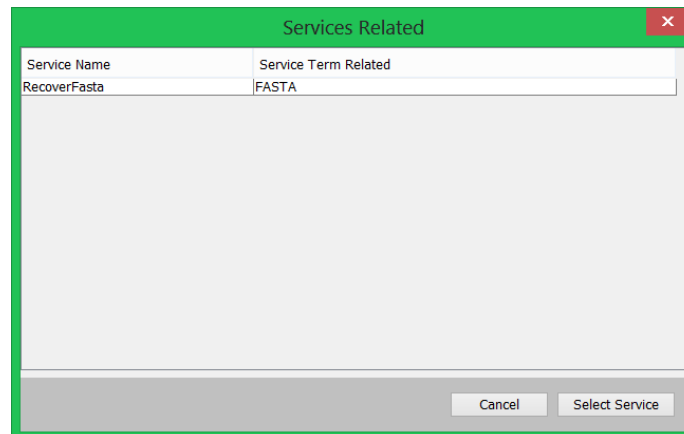 Services Related
x
Service Name Service Term Related
RecoverFasta FASTA
Cancel Select Service